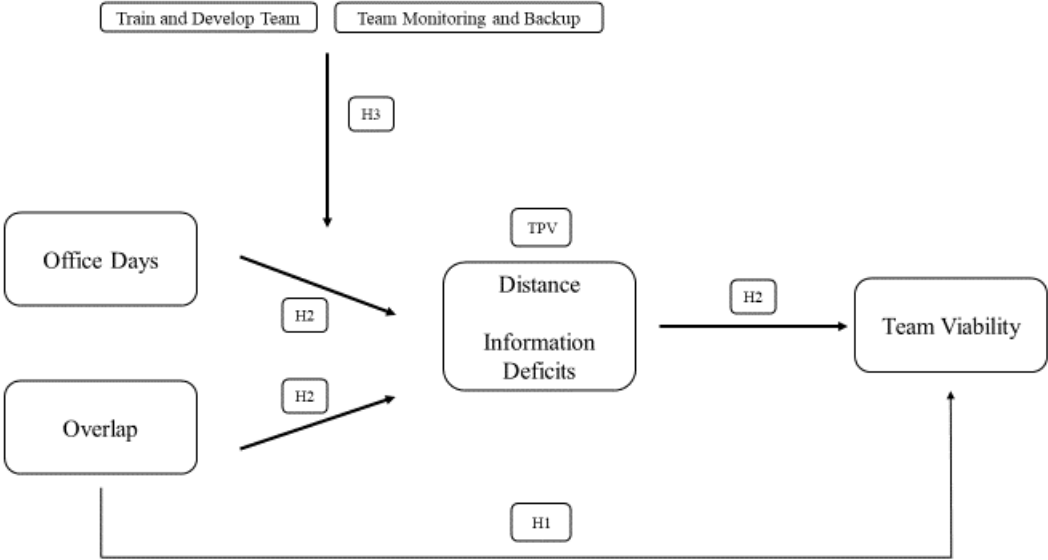 Train and Develop Team
Team Monitoring and Backup
H3
TPV
Office Days
Distance
H2
H2
Information
Deficits
Team Viability
H2
Overlap
H1